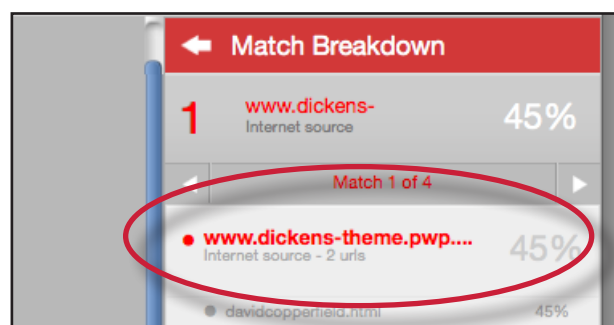 Match Breakdown
1 www.dickens- 45%
Internet source
Match 1 of 4
www.dickens-theme.pwp.... 45%
Internet source - 2 urls
davidcopperfield.html 45%